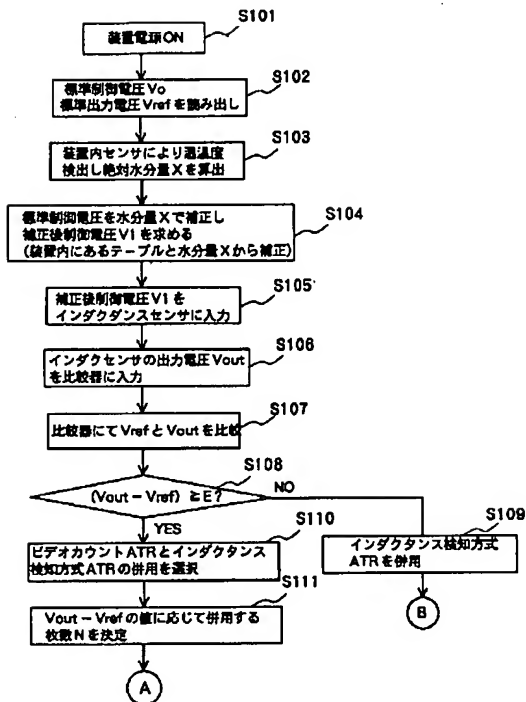 S101
装置電源ON
S102
標準制御電圧Vo
標準出力電圧Vrefを読み出し
S103
装置内センサにより温湿度
検出し絶対水分量Xを算出
S104
標準制御電圧を水分量Xで補正し
補正後制御電圧V1を求める
(装置内にあるテーブルと水分量Xから補正)
S105
補正後制御電圧V1を
インダクダンスセンサに入力
S106
インダクセンサの出力電圧Vout
を比較器に入力
S107
比較器にてVrefとVoutを比較
S108
(Vout-Vref) ≧E?
NO
YES
S109
インダクタンス検知方式
ATRを併用
B
S110
ビデオカウントATRとインダクタンス
検知方式ATRの併用を選択
S111
Vout-Vrefの値に応じて併用する
枚数Nを決定
A